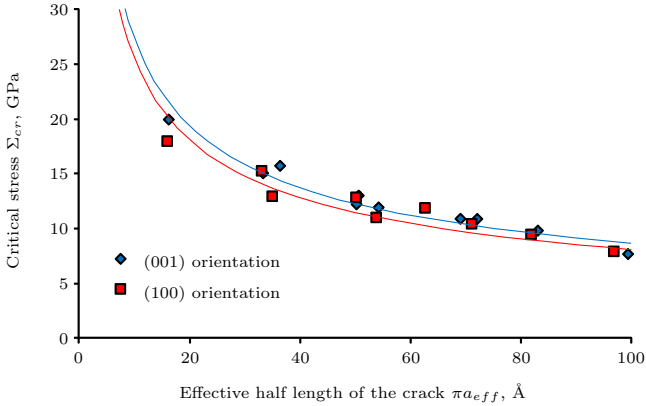 30
25
20
15
10
5
0
Critical stress Σcr, GPa
(001) orientation
(100) orientation
0 20 40 60 80 100
Effective half length of the crack πaeff, Å